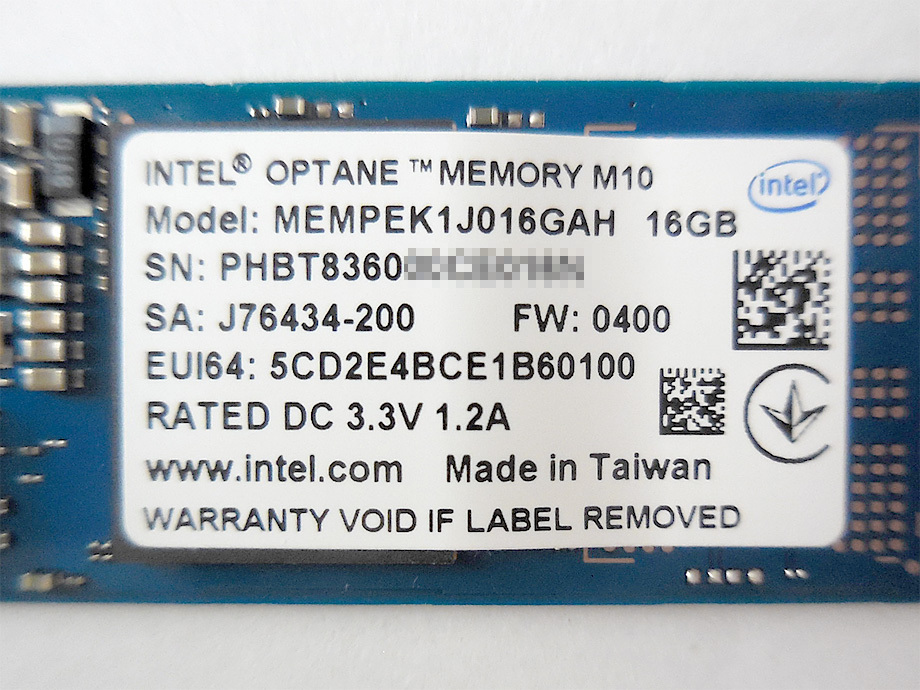 INTEL® OPTANE™ MEMORY M10
intel
Model: MEMPEK1J016GAH 16GB
SN: PHBT8360
SA: J76434-200 FW: 0400
EUI64: 5CD2E4BCE1B60100
RATED DC 3.3V 1.2A
www.intel.com Made in Taiwan
WARRANTY VOID IF LABEL REMOVED